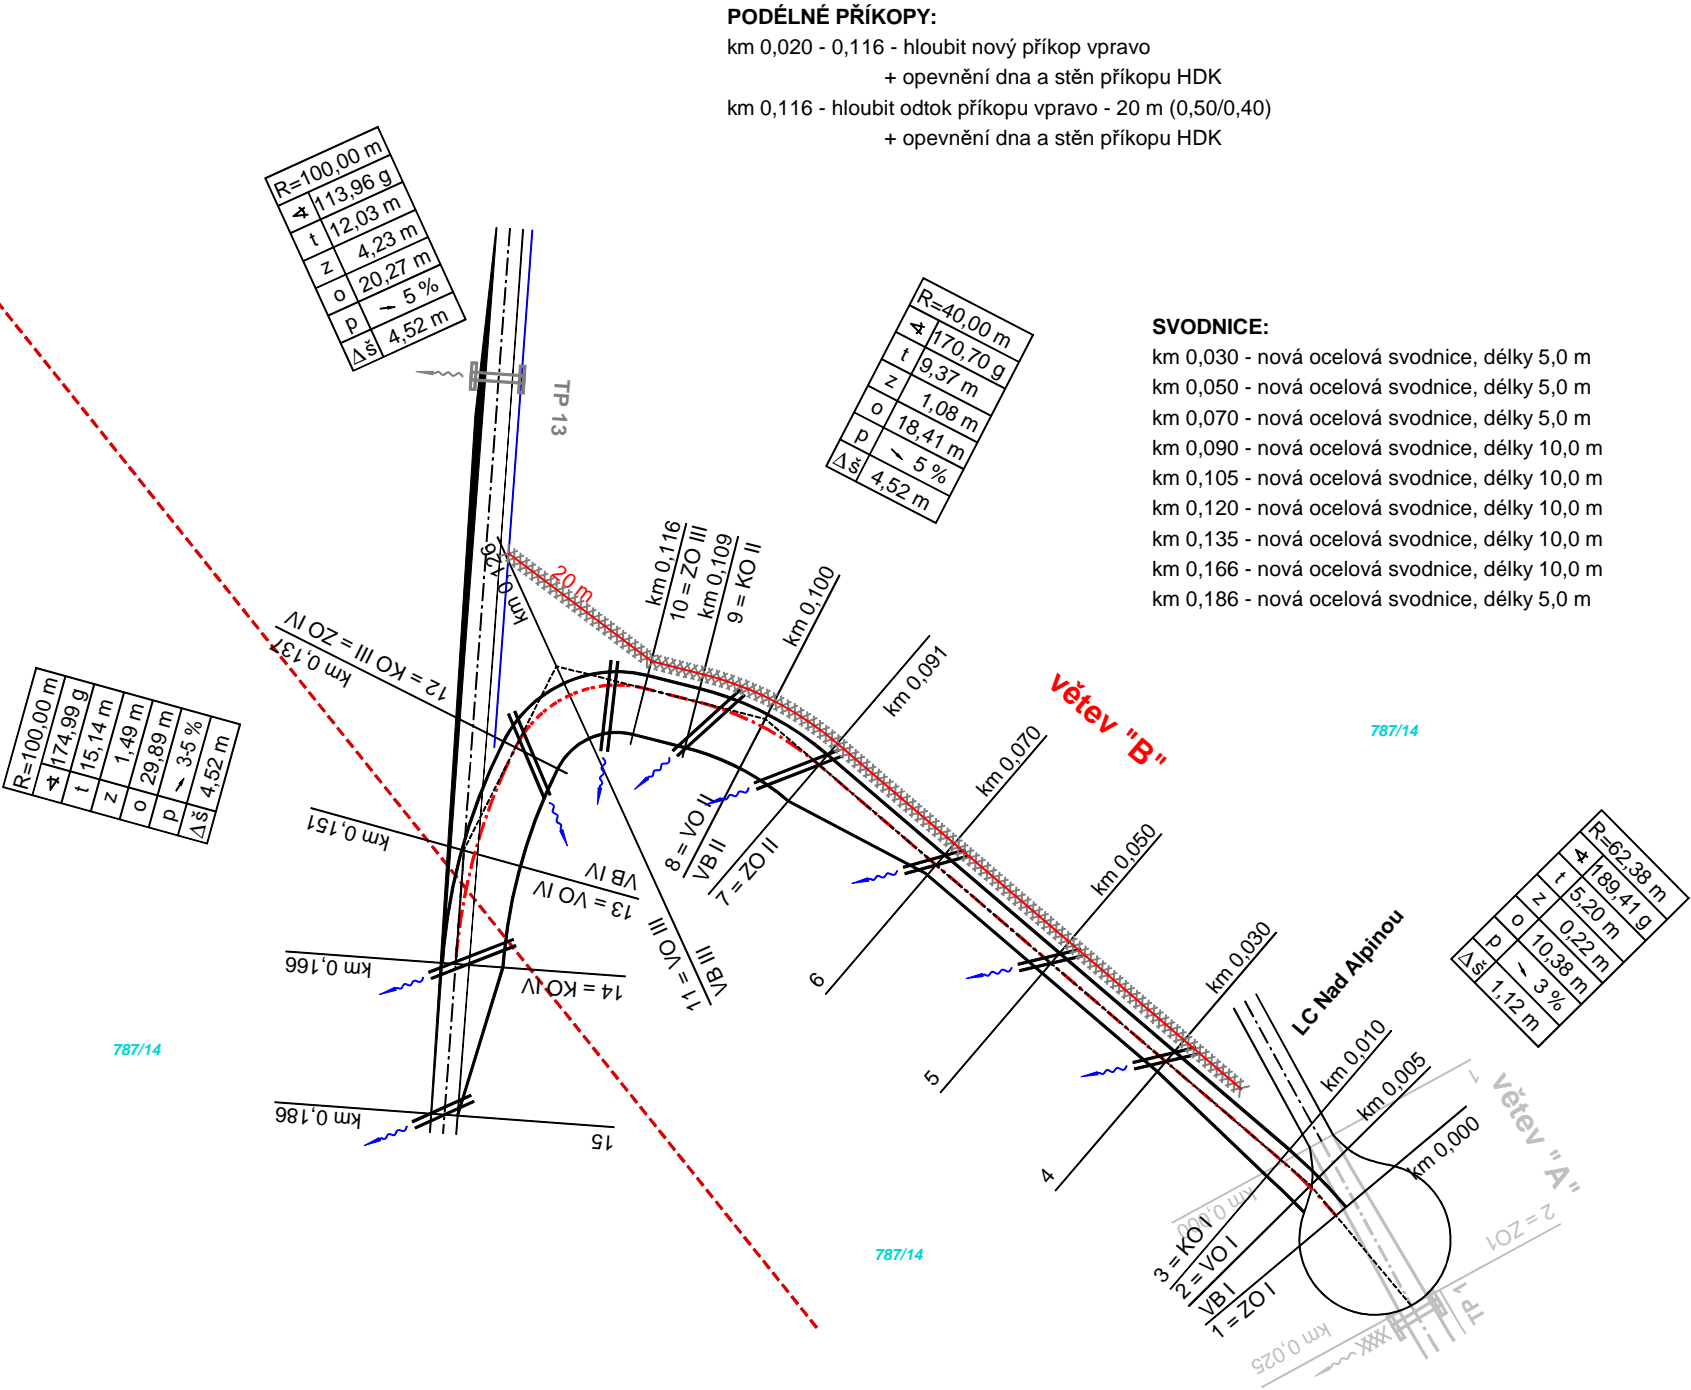 PODÉLNÉ PŘÍKOPY:
km 0,020 - 0,116 - hloubit nový příkop vpravo
+ opevnění dna a stěn příkopu HDK
km 0,116 - hloubit odtok příkopu vpravo - 20 m (0,50/0,40)
+ opevnění dna a stěn příkopu HDK
R=100,00 m
113,96 g
t 12,03 m
z 4,23 m
o 20,27 m
p 5 %
Δš 4,52 m
R=40,00 m
170,70 g
t 9,37 m
z 1,08 m
o 18,41 m
p 5 %
Δš 4,52 m
SVODNICE:
km 0,030 - nová ocelová svodnice, délky 5,0 m
km 0,050 - nová ocelová svodnice, délky 5,0 m
km 0,070 - nová ocelová svodnice, délky 5,0 m
km 0,090 - nová ocelová svodnice, délky 10,0 m
km 0,105 - nová ocelová svodnice, délky 10,0 m
km 0,120 - nová ocelová svodnice, délky 10,0 m
km 0,135 - nová ocelová svodnice, délky 10,0 m
km 0,166 - nová ocelová svodnice, délky 10,0 m
km 0,186 - nová ocelová svodnice, délky 5,0 m
TP 13
20 m
km 0,126
km 0,116
10 = ZO III
km 0,109
9 = KO II
km 0,100
km 0,091
km 0,070
km 0,050
km 0,030
km 0,010
km 0,005
km 0,000
12 = KO III = ZO IV
km 0,137
R=100,00 m
174,99 g
t 15,14 m
z 1,49 m
o 29,89 m
p 3-5 %
Δš 4,52 m
větev "B"
787/14
km 0,151
VB IV
13 = VO IV
8 = VO II
VB II
7 = ZO II
11 = VO III
VB III
km 0,166
14 = KO IV
6
5
4
R=62,38 m
189,41 g
t 5,20 m
z 0,22 m
o 10,38 m
p 3 %
Δš 1,12 m
LC Nad Alpinou
787/14
km 0,186
15
větev "A"
km 0,000
2 = ZO1
787/14
3 = KO I
2 = VO I
VB I
1 = ZO I
TP 1
km 0,025